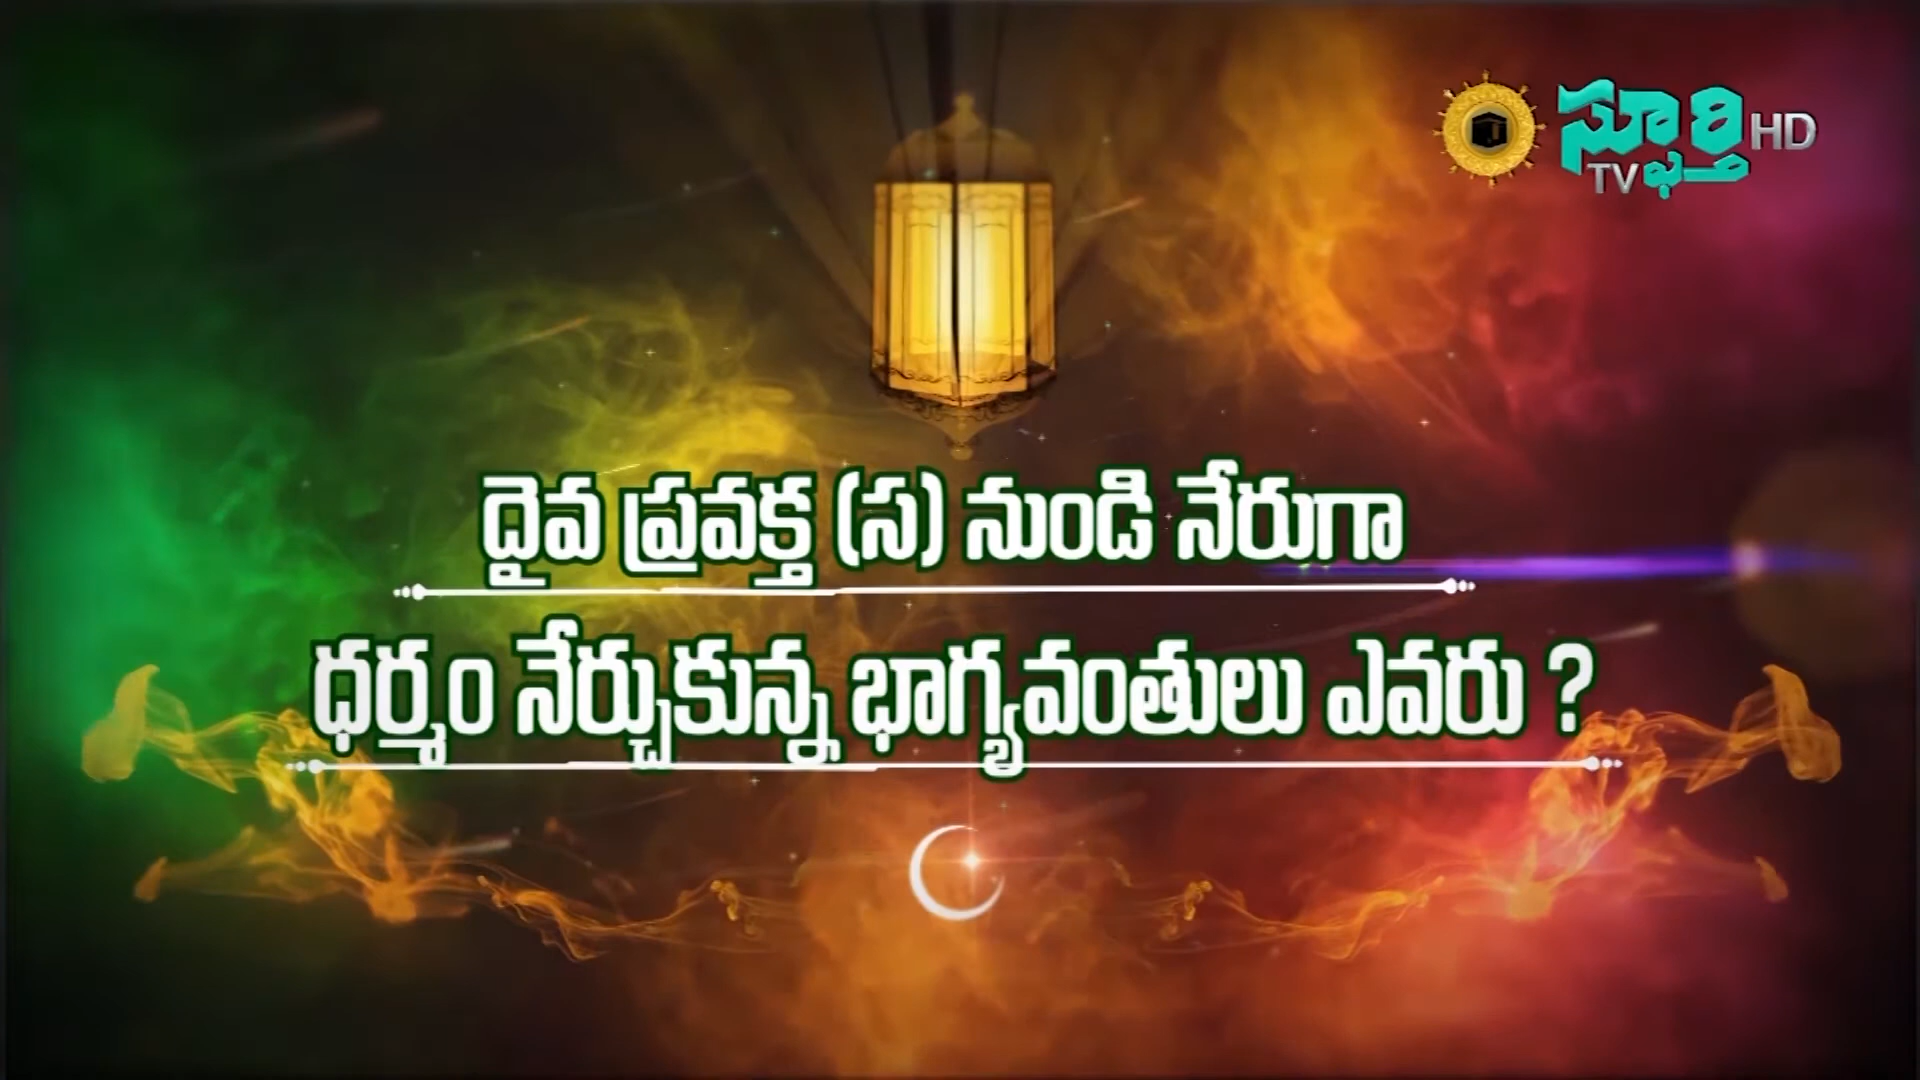 స్ఫూర్తి HD
TV
దైవ ప్రవక్త (స) నుండి నేరుగా
ధర్మం నేర్చుకున్న భాగ్యవంతులు ఎవరు ?